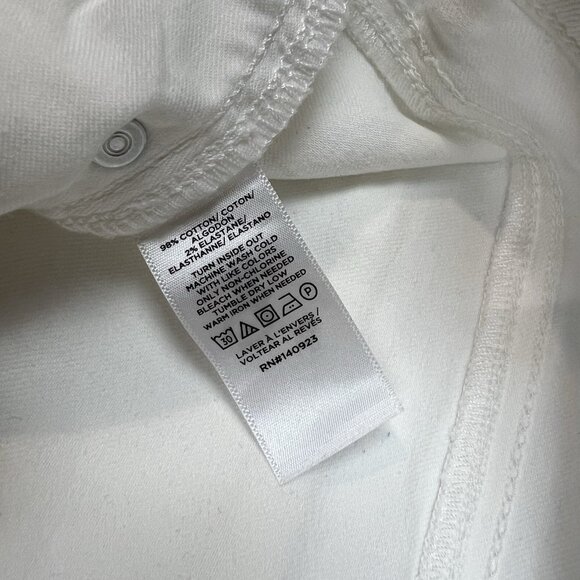 98% COTTON/ COTON/
ALGODÓN
2% ELASTANE/
ELASTHANNE/ ELASTANO
TURN INSIDE OUT
MACHINE WASH COLD
WITH LIKE COLORS
ONLY NON-CHLORINE
BLEACH WHEN NEEDED
TUMBLE DRY LOW
WARM IRON WHEN NEEDED
30 P
LAVER À L'ENVERS/
VOLTEAR AL REVÉS
RN#140923